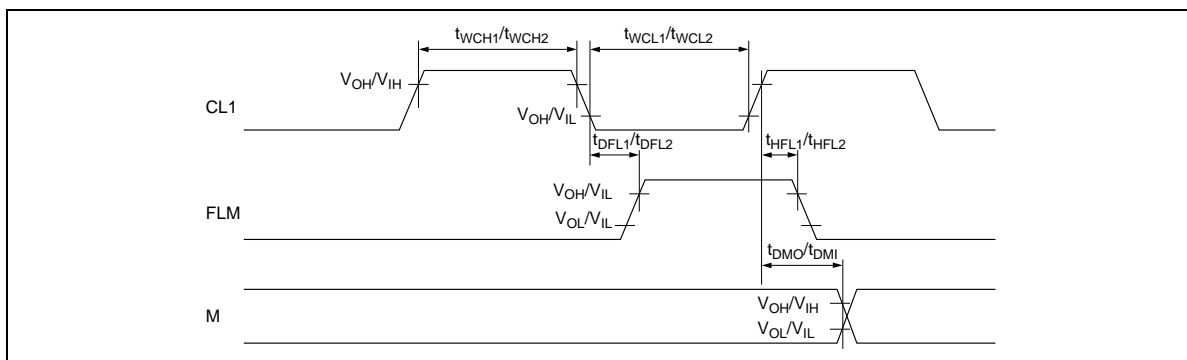 tWCH1/tWCH2 tWCL1/tWCL2
VOH/VIH
CL1
VOH/VIL
tDFL1/tDFL2 tHFL1/tHFL2
VOH/VIL
FLM
VOL/VIL
tDMO/tDMI
VOH/VIH
M
VOL/VIL